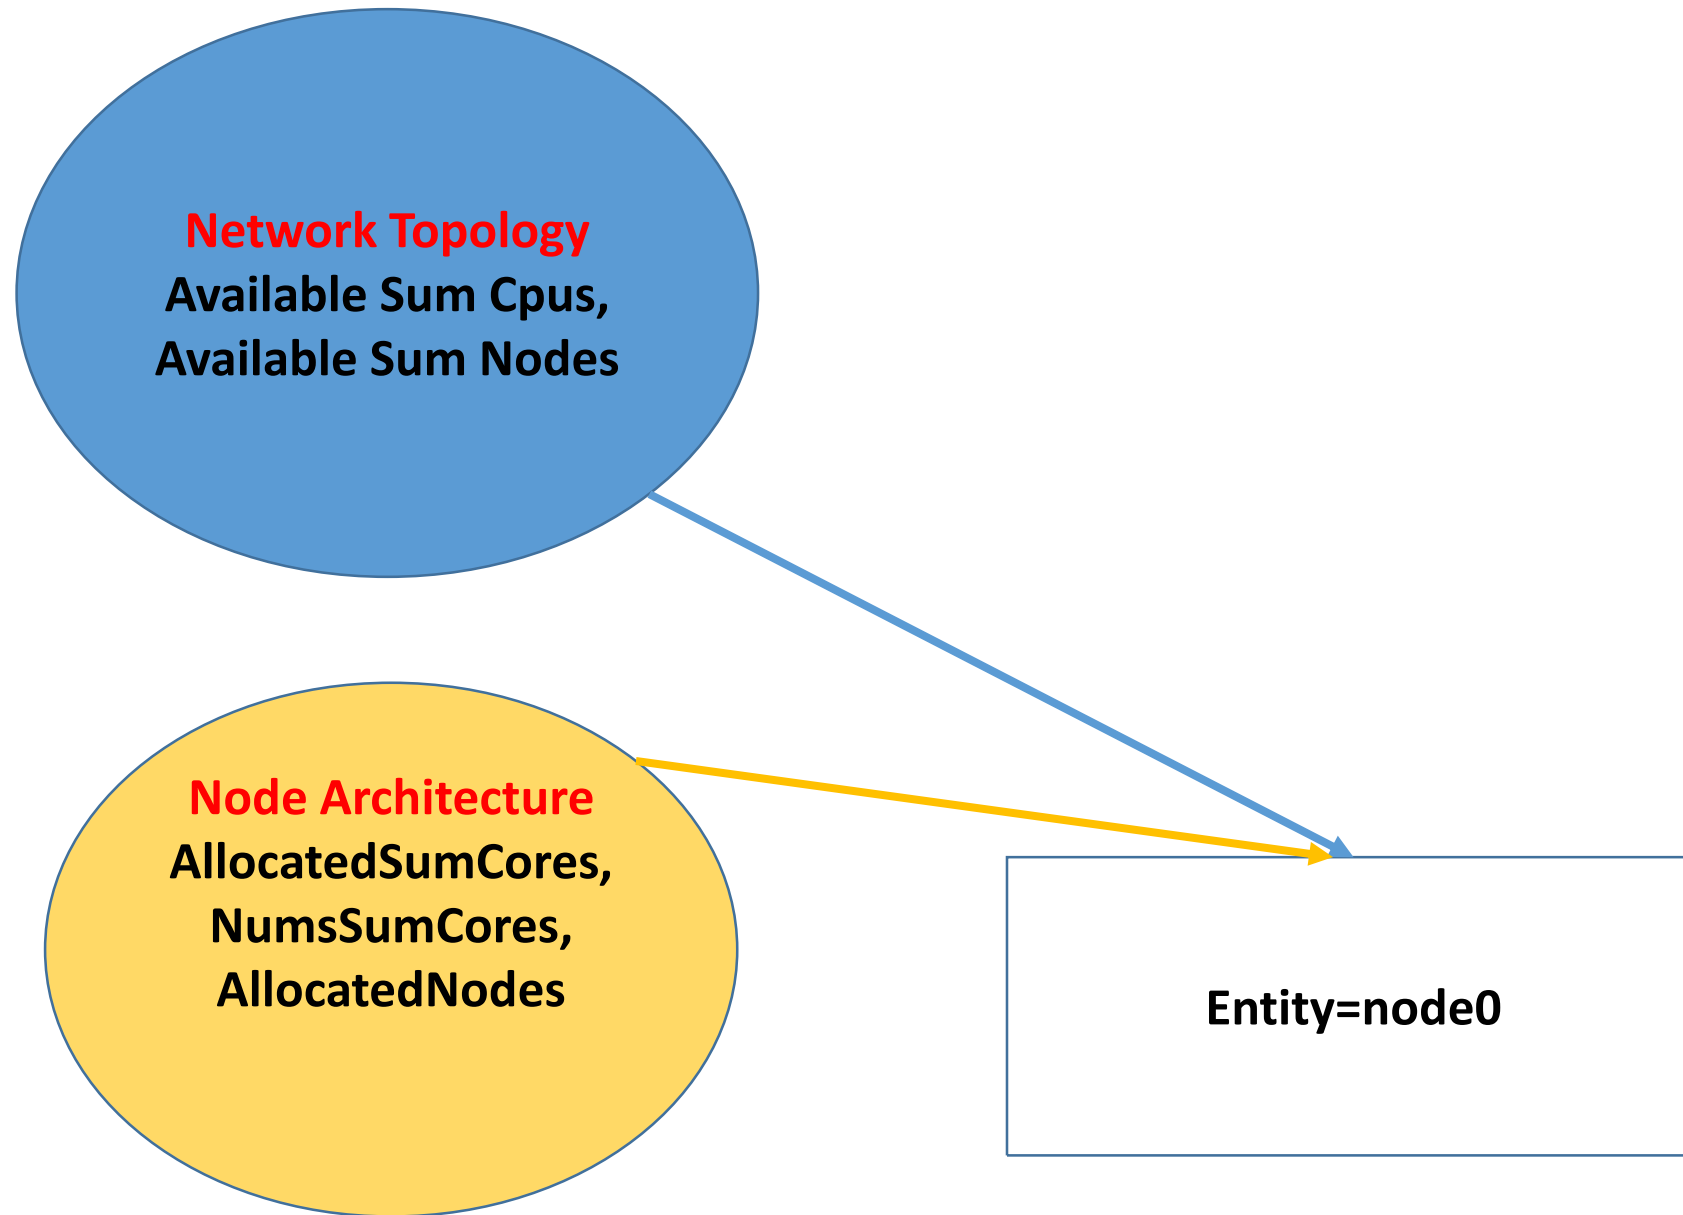 Network Topology
Available Sum Cpus,
Available Sum Nodes
Node Architecture
AllocatedSumCores,
NumsSumCores,
AllocatedNodes
Entity=node0